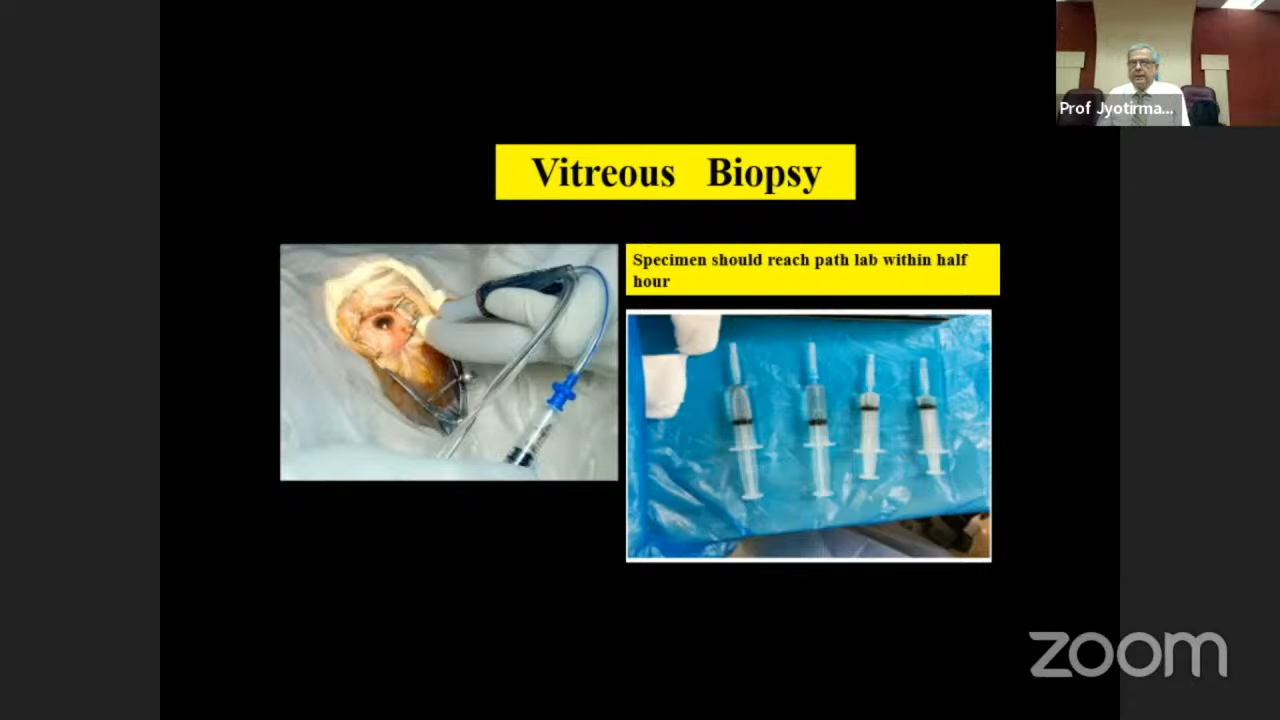 Prof Jyotirma...
Vitreous Biopsy
Specimen should reach path lab within half
hour
zoom